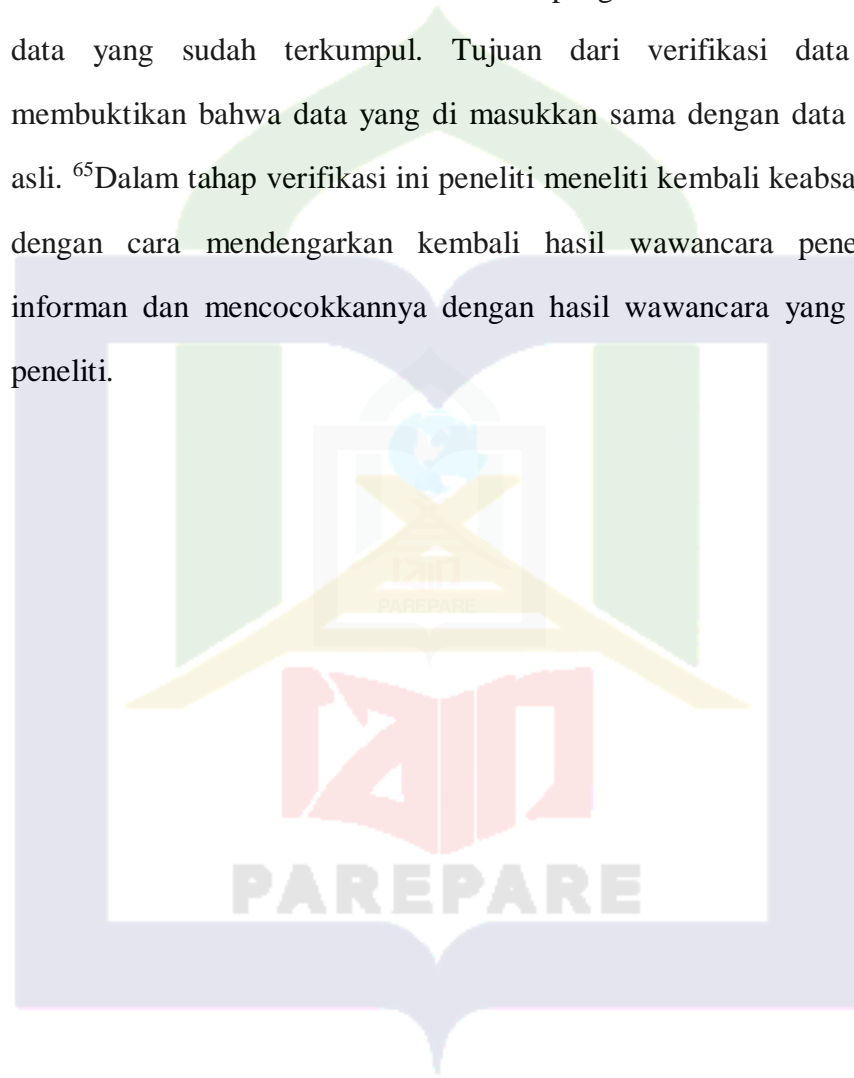 data yang sudah terkumpul. Tujuan dari verifikasi data
membuktikan bahwa data yang di masukkan sama dengan data
asli. ⁶⁵Dalam tahap verifikasi ini peneliti meneliti kembali
dengan cara mendengarkan kembali hasil wawancara
informan dan mencocokkannya dengan hasil wawancara yang
peneliti.
PAREPARE
PAREPARE